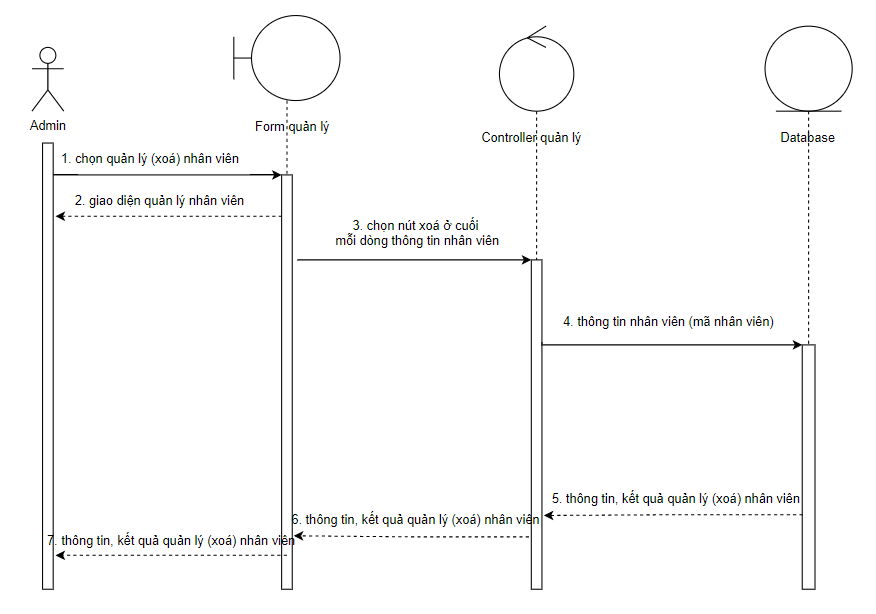 Admin
Form quản lý
Controller quản lý
Database
1. chọn quản lý (xoá) nhân viên
2. giao diện quản lý nhân viên
3. chọn nút xoá ở cuối
mỗi dòng thông tin nhân viên
4. thông tin nhân viên (mã nhân viên)
5. thông tin, kết quả quản lý (xoá) nhân viên
6. thông tin, kết quả quản lý (xoá) nhân viên
7. thông tin, kết quả quản lý (xoá) nhân viên